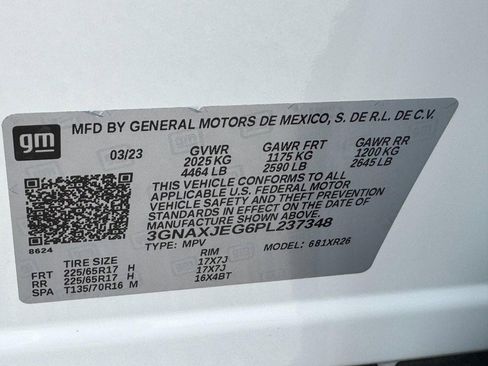 gm
MFD BY GENERAL MOTORS DE MEXICO, S. DE R.L. DE C.V.
03/23 GVWR GAWR FRT GAWR RR
2025 KG 1175 KG 1200 KG
4464 LB 2590 LB 2645 LB
THIS VEHICLE CONFORMS TO ALL
APPLICABLE U.S. FEDERAL MOTOR
VEHICLE SAFETY AND THEFT PREVENTION
STANDARDS IN EFFECT ON THE DATE OF
MANUFACTURE SHOWN ABOVE.
3GNAXJEG6PL237348
8624 TYPE: MPV MODEL: 681XR26
TIRE SIZE RIM
FRT 225/65R17 H 17X7J
RR 225/65R17 H 17X7J
SPA T135/70R16 M 16X4BT